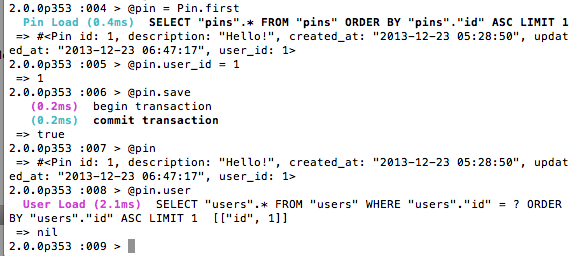 2.0.0p353 :004 > @pin = Pin.first
Pin Load (0.4ms)  SELECT "pins".* FROM "pins" ORDER BY "pins"."id" ASC LIMIT 1
=> #<Pin id: 1, description: "Hello!", created_at: "2013-12-23 05:28:50", updat
ed_at: "2013-12-23 06:47:17", user_id: 1>
2.0.0p353 :005 > @pin.user_id = 1
=> 1
2.0.0p353 :006 > @pin.save
(0.2ms)  begin transaction
(0.2ms)  commit transaction
=> true
2.0.0p353 :007 > @pin
=> #<Pin id: 1, description: "Hello!", created_at: "2013-12-23 05:28:50", updat
ed_at: "2013-12-23 06:47:17", user_id: 1>
2.0.0p353 :008 > @pin.user
User Load (2.1ms)  SELECT "users".* FROM "users" WHERE "users"."id" = ? ORDER
BY "users"."id" ASC LIMIT 1  [["id", 1]]
=> nil
2.0.0p353 :009 >